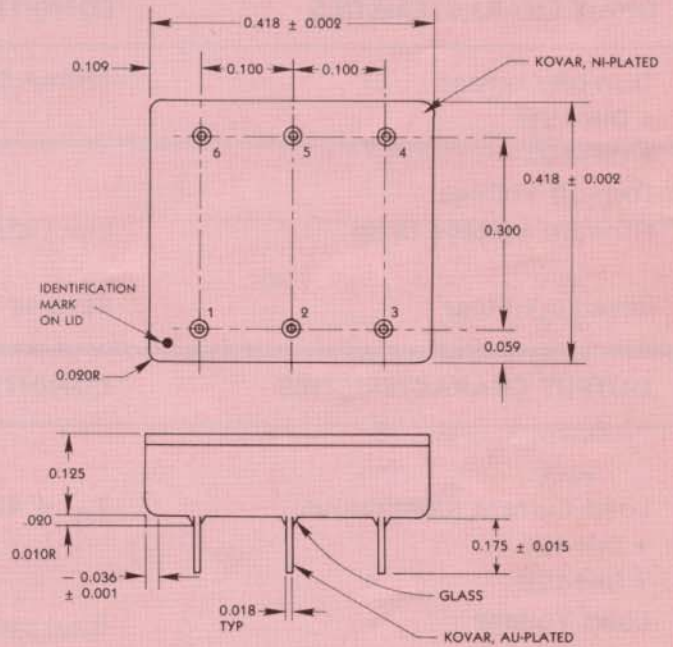 0.418 ± 0.002
0.109
0.100
0.100
KOVAR, NI-PLATED
6
5
4
0.418 ± 0.002
0.300
IDENTIFICATION
MARK
ON LID
1
2
3
0.059
0.020R
0.125
.020
0.010R
0.175 ± 0.015
0.036
± 0.001
GLASS
0.018
TYP
KOVAR, AU-PLATED